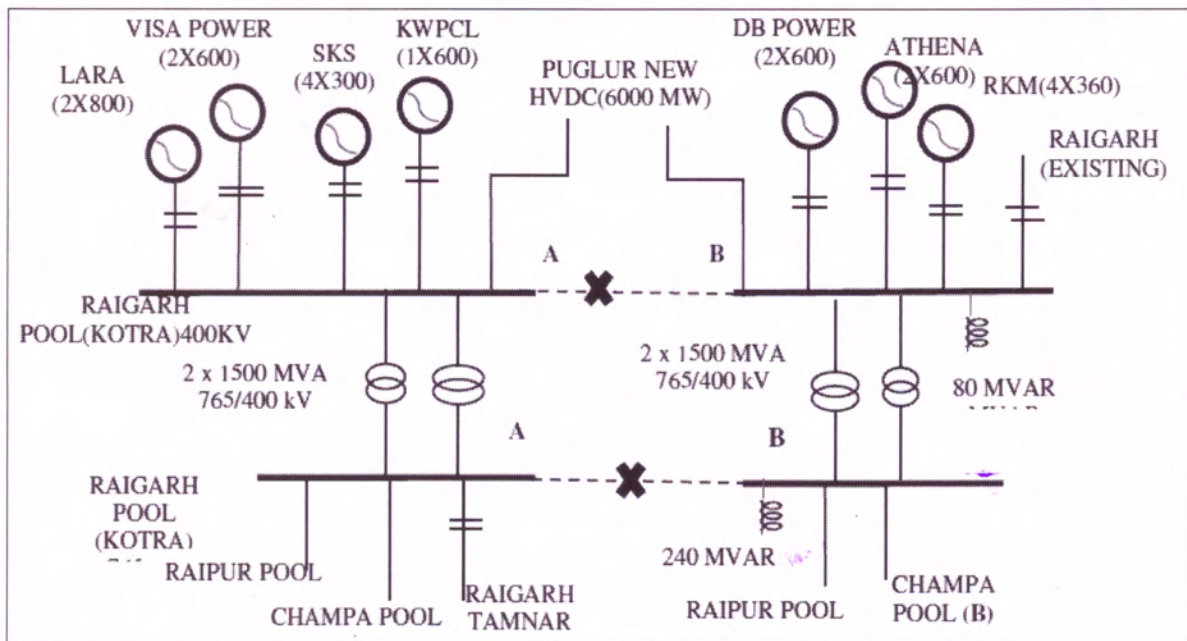 VISA POWER
(2X600)
LARA
(2X800)
SKS
(4X300)
KWPCL
(1X600)
PUGLUR NEW
HVDC(6000 MW)
DB POWER
(2X600)
ATHENA
(2X600)
RKM(4X360)
RAIGARH
(EXISTING)
A
B
RAIGARH
POOL(KOTRA)400KV
2 x 1500 MVA
765/400 kV
2 x 1500 MVA
765/400 kV
80 MVAR
A
B
RAIGARH
POOL
(KOTRA)
RAIPUR POOL
CHAMPA POOL
RAIGARH
TAMNAR
240 MVAR
RAIPUR POOL
CHAMPA
POOL (B)